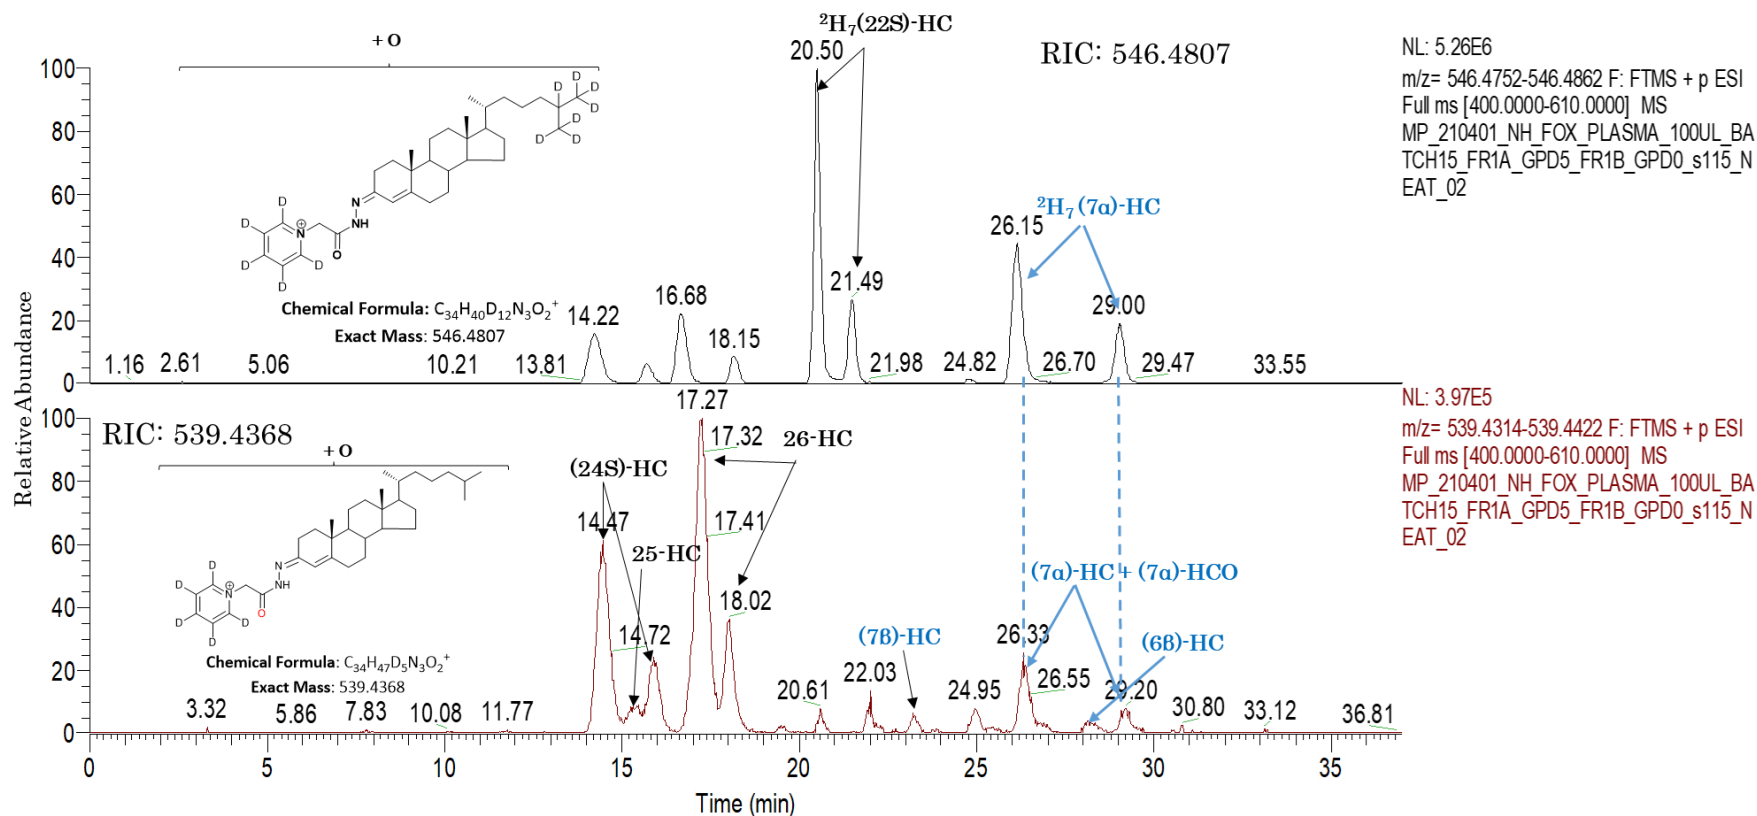 ²H₇(22S)-HC
+ O
20.50
RIC: 546.4807
NL: 5.26E6
m/z= 546.4752-546.4862 F: FTMS + p ESI
Full ms [400.0000-610.0000] MS
MP_210401_NH_FOX_PLASMA_100UL_BA
TCH15_FR1A_GPD5_FR1B_GPD0_s115_N
EAT_02
100
80
60
40
20
0
D
D
D
D
D
D
D
N
NH
N
⊕
O
D
D
D
D
D
Chemical Formula: C₃₄H₄₀D₁₂N₃O₂⁺
Exact Mass: 546.4807
²H₇ (7α)-HC
26.15
21.49
29.00
16.68
14.22
18.15
1.16
2.61
5.06
10.21
13.81
21.98
24.82
26.70
29.47
33.55
Relative Abundance
17.27
NL: 3.97E5
m/z= 539.4314-539.4422 F: FTMS + p ESI
Full ms [400.0000-610.0000] MS
MP_210401_NH_FOX_PLASMA_100UL_BA
TCH15_FR1A_GPD5_FR1B_GPD0_s115_N
EAT_02
100
80
60
40
20
0
RIC: 539.4368
+ O
17.32
26-HC
(24S)-HC
14.47
17.41
25-HC
N
NH
N
⊕
O
D
D
D
D
D
Chemical Formula: C₃₄H₄₇D₅N₃O₂⁺
Exact Mass: 539.4368
18.02
14.72
(7α)-HC + (7α)-HCO
(7β)-HC
26.33
(6β)-HC
22.03
26.55
20.61
24.95
29.20
30.80
33.12
36.81
3.32
5.86
7.83
10.08
11.77
0
5
10
15
20
25
30
35
Time (min)